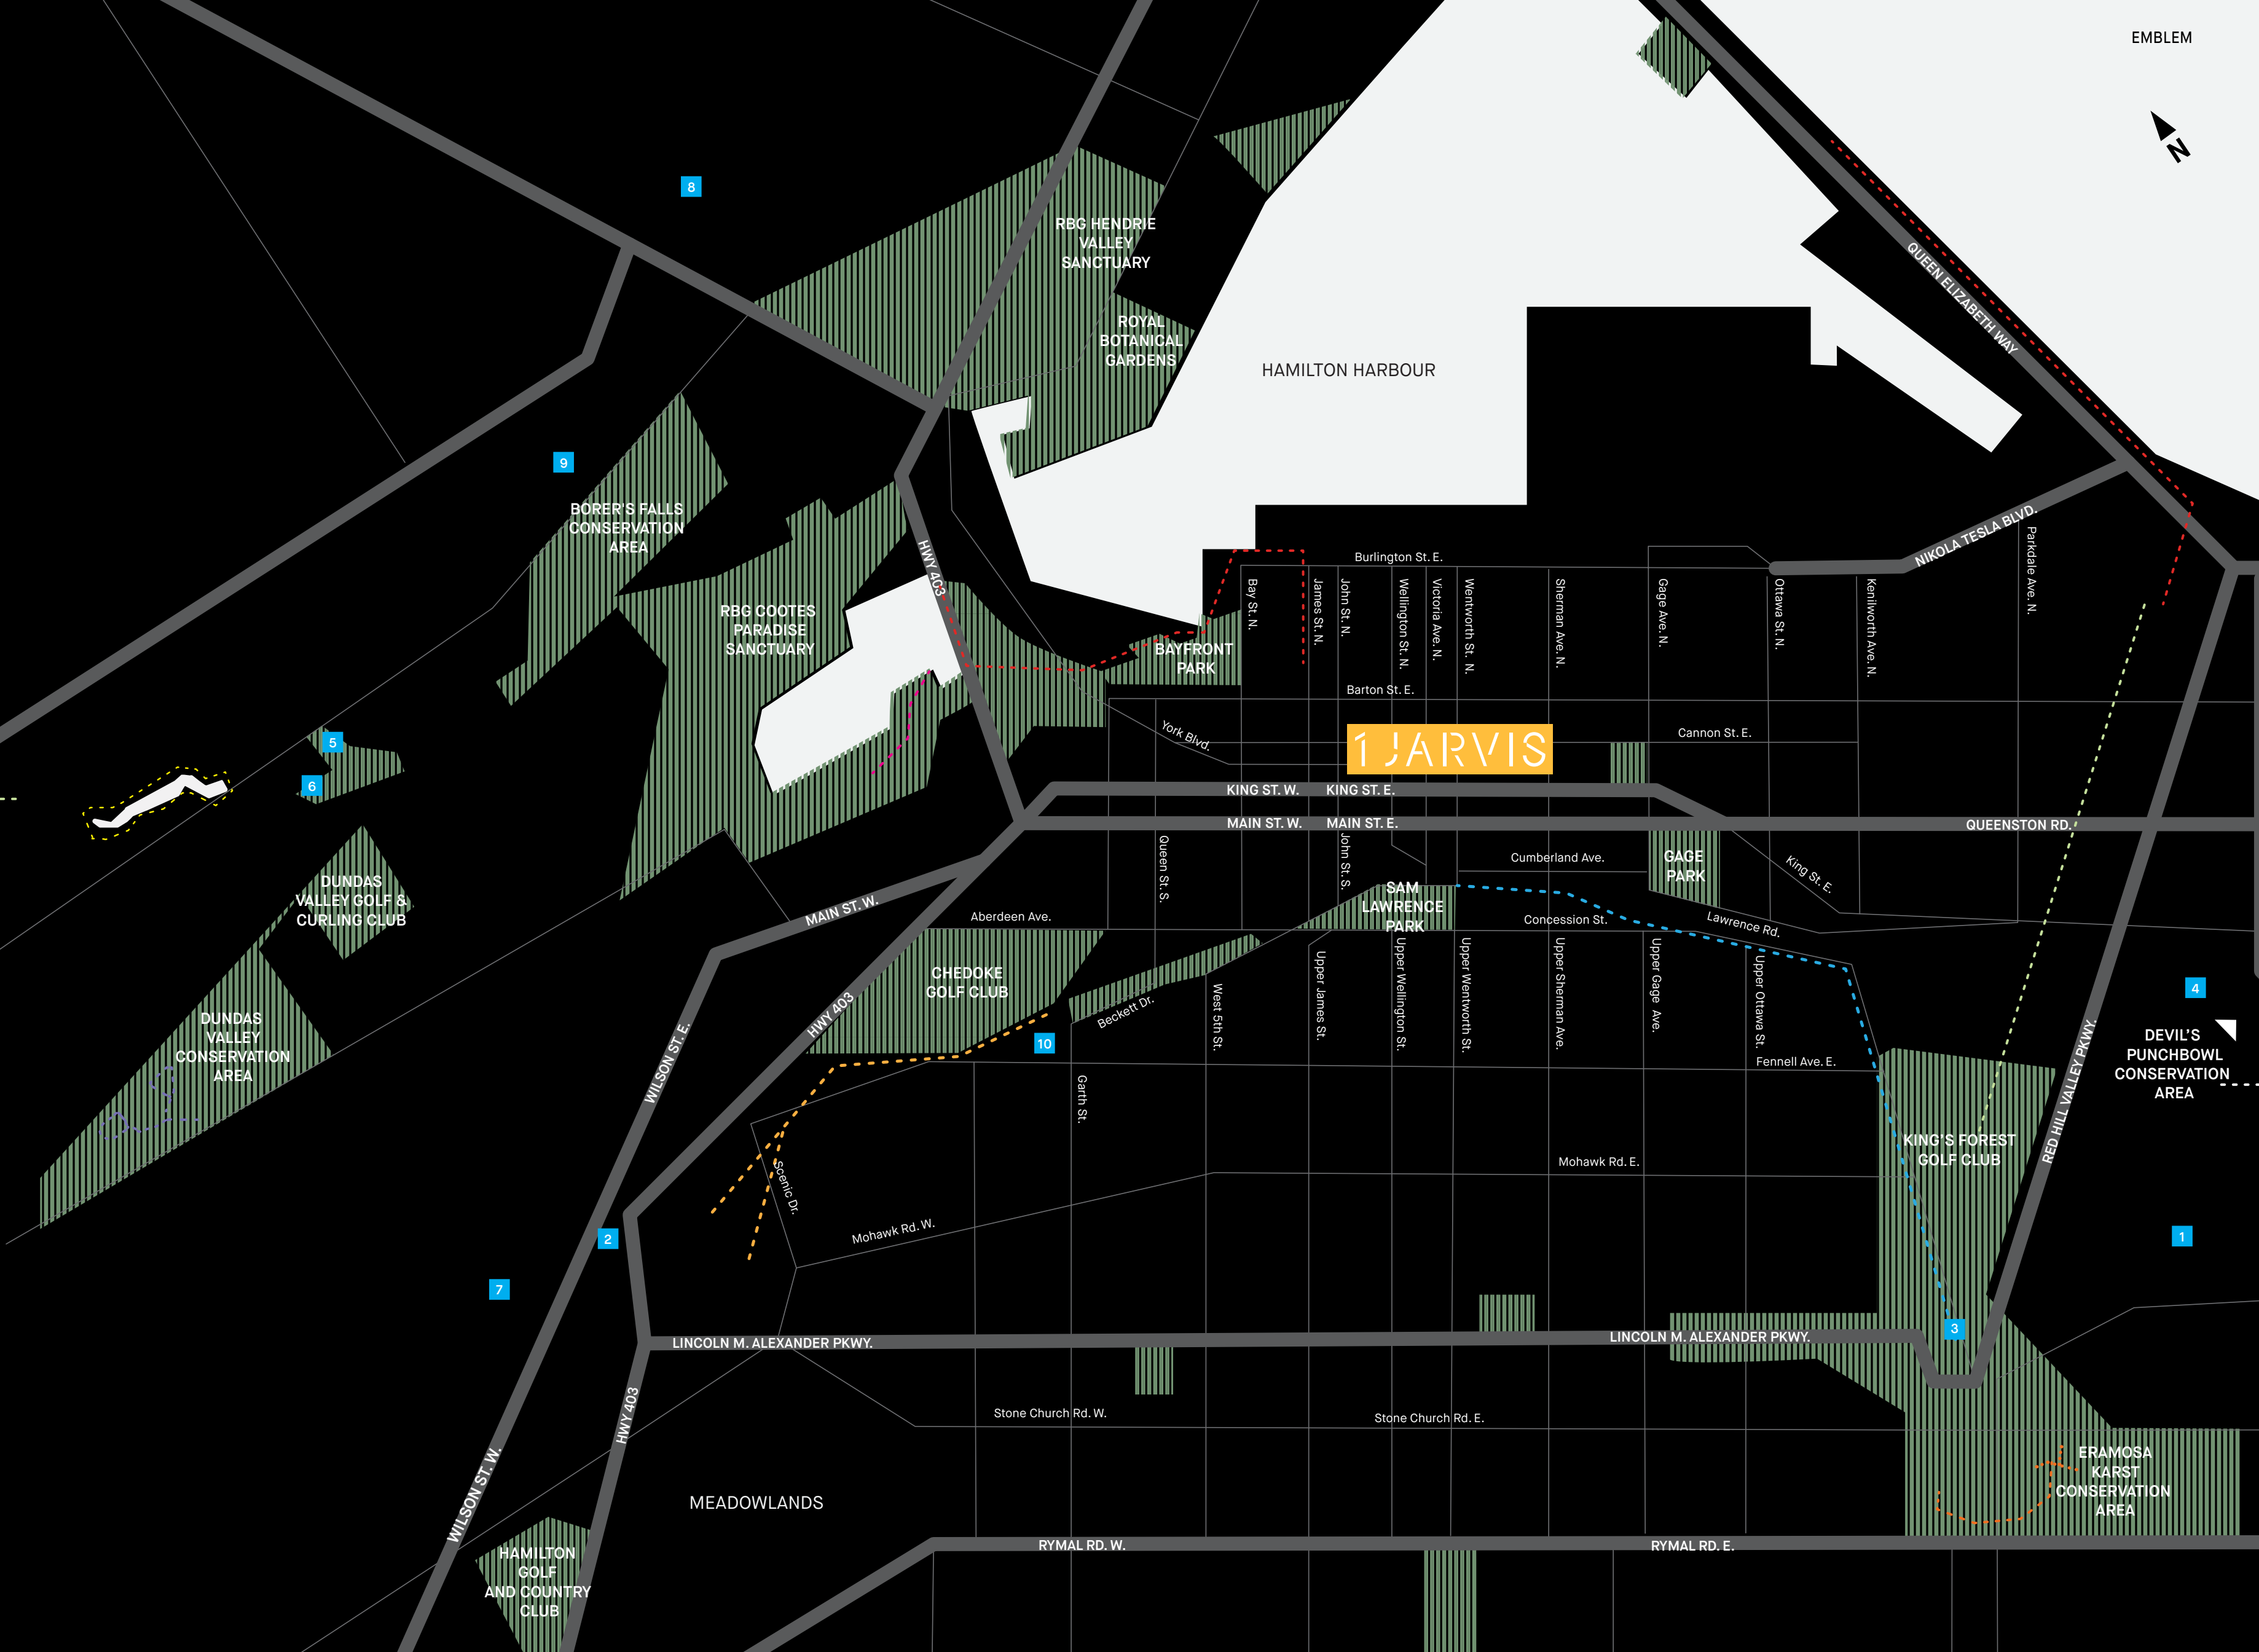 EMBLEM
N
8
RBG HENDRIE
VALLEY
SANCTUARY
QUEEN ELIZABETH WAY
ROYAL
BOTANICAL
GARDENS
HAMILTON HARBOUR
9
BORER'S FALLS
CONSERVATION
AREA
HWY 403
NIKOLA TESLA BLVD.
Parkdale Ave. N.
Burlington St. E.
Bay St. N.
James St. N.
John St. N.
Wellington St. N.
Victoria Ave. N.
Wentworth St. N.
Sherman Ave. N.
Gage Ave. N.
Ottawa St. N.
Kenilworth Ave. N.
RBG COOTES
PARADISE
SANCTUARY
BAYFRONT
PARK
Barton St. E.
York Blvd.
1 JARVIS
Cannon St. E.
5
6
KING ST. W.
KING ST. E.
MAIN ST. W.
MAIN ST. E.
QUEENSTON RD.
Queen St. S.
John St. S.
Cumberland Ave.
GAGE
PARK
King St. E.
DUNDAS
VALLEY GOLF &
CURLING CLUB
MAIN ST. W.
Aberdeen Ave.
SAM
LAWRENCE
PARK
Concession St.
Lawrence Rd.
CHEDOKE
GOLF CLUB
Beckett Dr.
West 5th St.
Upper James St.
Upper Wellington St.
Upper Wentworth St.
Upper Sherman Ave.
Upper Gage Ave.
Upper Ottawa St.
4
DEVIL'S
PUNCHBOWL
CONSERVATION
AREA
DUNDAS
VALLEY
CONSERVATION
AREA
WILSON ST. E.
HWY 403
10
Garth St.
Fennell Ave. E.
RED HILL VALLEY PKWY.
KING'S FOREST
GOLF CLUB
Scenic Dr.
Mohawk Rd. E.
Mohawk Rd. W.
2
1
7
3
LINCOLN M. ALEXANDER PKWY.
LINCOLN M. ALEXANDER PKWY.
HWY 403
Stone Church Rd. W.
Stone Church Rd. E.
WILSON ST. W.
MEADOWLANDS
ERAMOSA
KARST
CONSERVATION
AREA
RYMAL RD. W.
RYMAL RD. E.
HAMILTON
GOLF
AND COUNTRY
CLUB